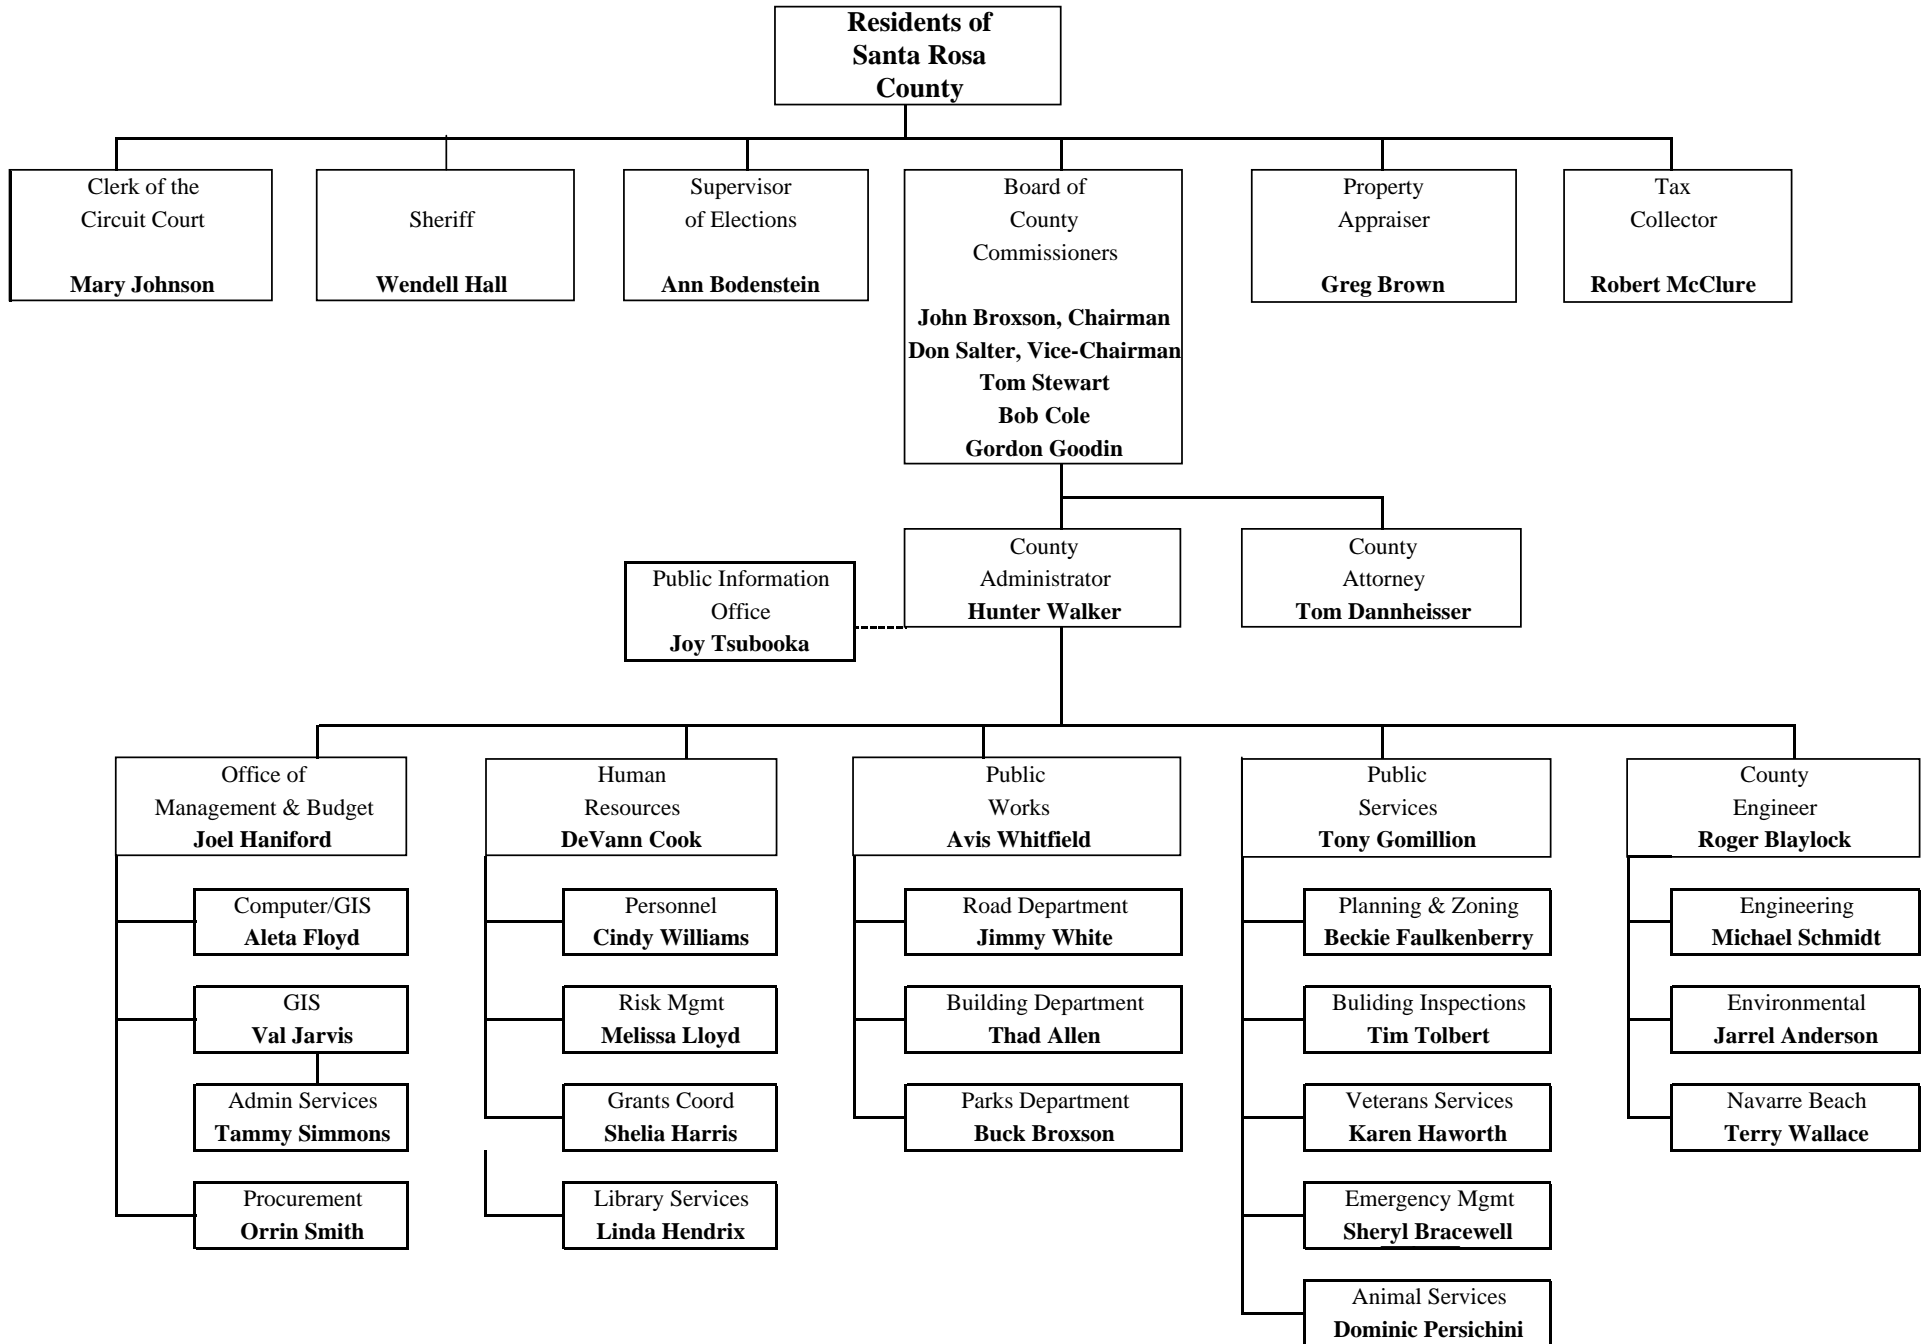 Residents of
Santa Rosa
County
Clerk of the
Circuit Court
Mary Johnson
Sheriff
Wendell Hall
Supervisor
of Elections
Ann Bodenstein
Board of
County
Commissioners
John Broxson, Chairman
Don Salter, Vice-Chairman
Tom Stewart
Bob Cole
Gordon Goodin
Property
Appraiser
Greg Brown
Tax
Collector
Robert McClure
Public Information
Office
Joy Tsubooka
County
Administrator
Hunter Walker
County
Attorney
Tom Dannheisser
Office of
Management & Budget
Joel Haniford
Computer/GIS
Aleta Floyd
GIS
Val Jarvis
Admin Services
Tammy Simmons
Procurement
Orrin Smith
Human
Resources
DeVann Cook
Personnel
Cindy Williams
Risk Mgmt
Melissa Lloyd
Grants Coord
Shelia Harris
Library Services
Linda Hendrix
Public
Works
Avis Whitfield
Road Department
Jimmy White
Building Department
Thad Allen
Parks Department
Buck Broxson
Public
Services
Tony Gomillion
Planning & Zoning
Beckie Faulkenberry
Buliding Inspections
Tim Tolbert
Veterans Services
Karen Haworth
Emergency Mgmt
Sheryl Bracewell
Animal Services
Dominic Persichini
County
Engineer
Roger Blaylock
Engineering
Michael Schmidt
Environmental
Jarrel Anderson
Navarre Beach
Terry Wallace